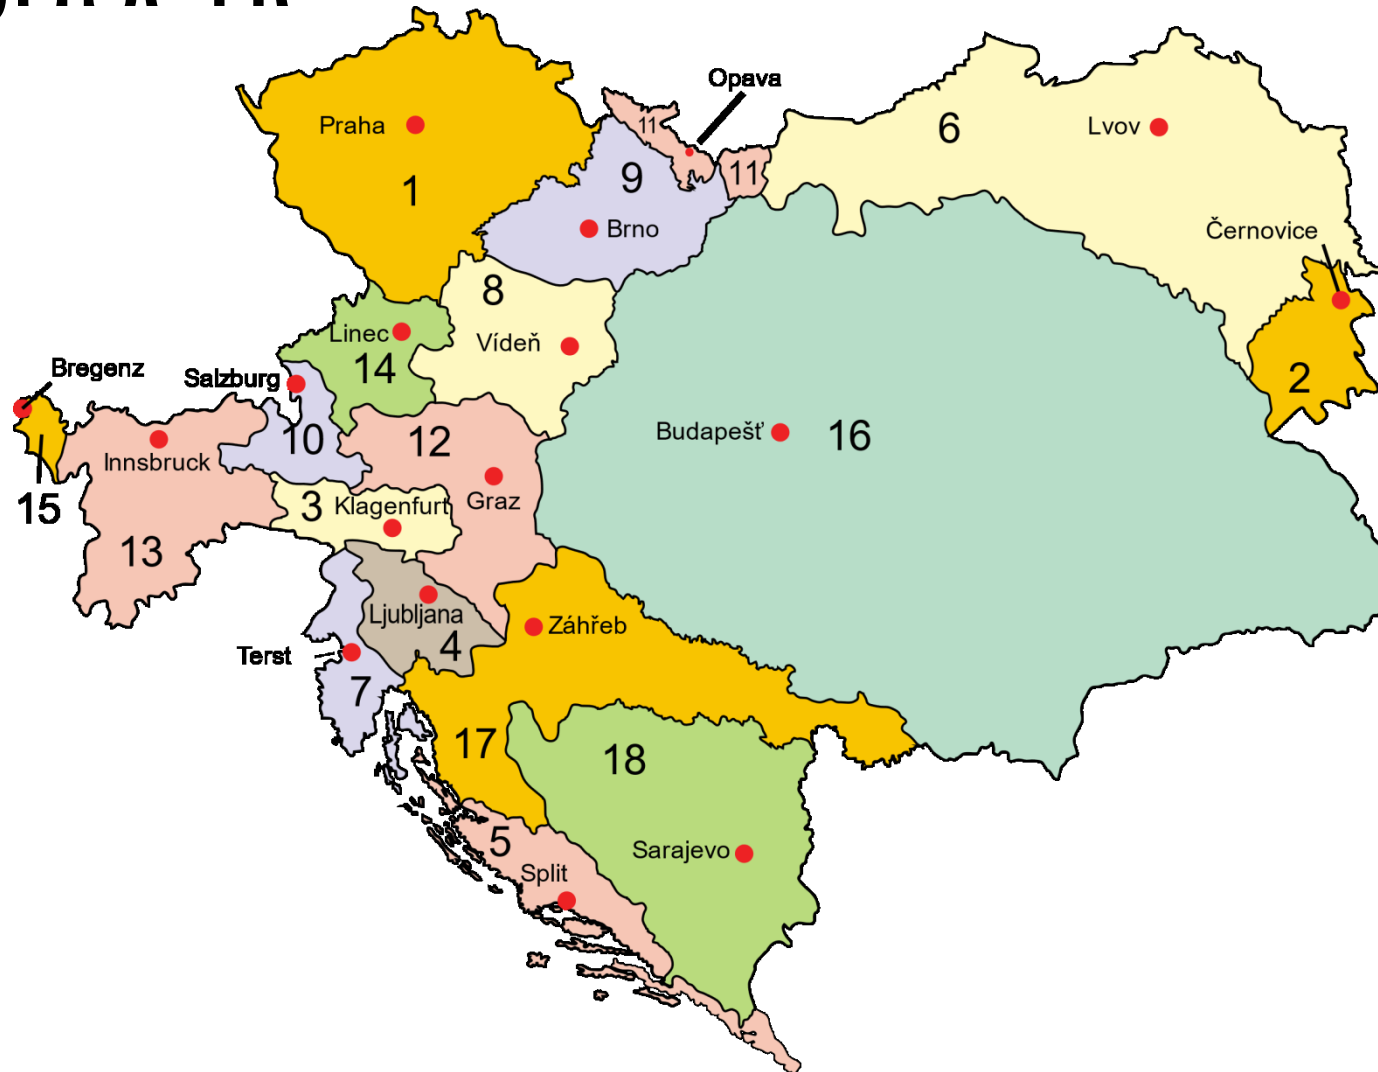 Opava
Praha
11
6
Lvov
9
11
1
Brno
Černovice
8
Linec
Vídeň
Bregenz
Salzburg
14
2
10
12
Budapešť
16
Innsbruck
15
3
Klagenfurt
Graz
13
Ljubljana
Záhřeb
4
Terst
7
17
18
5
Sarajevo
Split